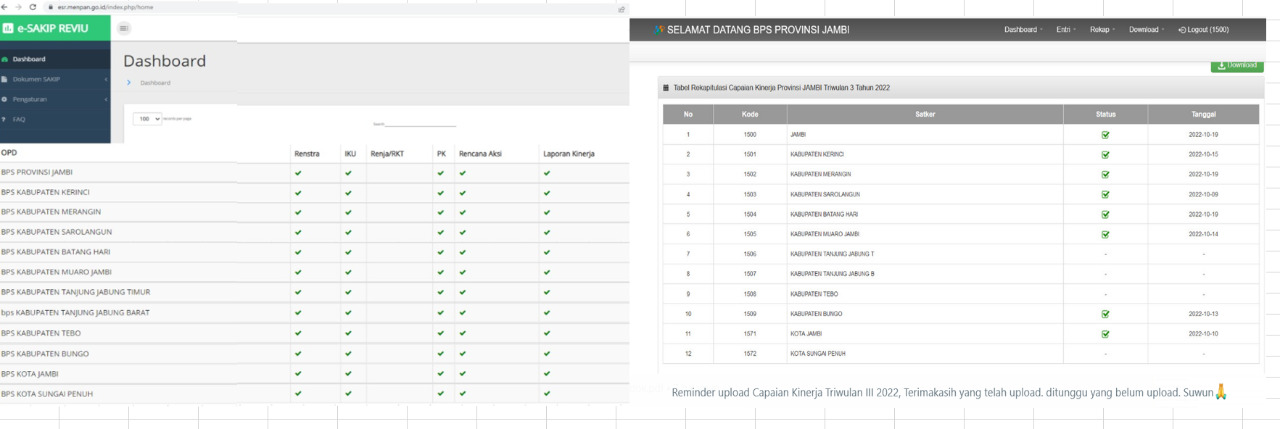 esr.menpan.go.id/index.php/home
e-SAKIP REVIU
Dashboard
Dokumen SAKIP
Pengaturan
FAQ
Dashboard
Dashboard
100 records per page
Search:
OPD Renstra IKU Renja/RKT PK Rencana Aksi Laporan Kinerja
BPS PROVINSI JAMBI
BPS KABUPATEN KERINCI
BPS KABUPATEN MERANGIN
BPS KABUPATEN SAROLANGUN
BPS KABUPATEN BATANG HARI
BPS KABUPATEN MUARO JAMBI
BPS KABUPATEN TANJUNG JABUNG TIMUR
bps KABUPATEN TANJUNG JABUNG BARAT
BPS KABUPATEN TEBO
BPS KABUPATEN BUNGO
BPS KOTA JAMBI
BPS KOTA SUNGAI PENUH
SELAMAT DATANG BPS PROVINSI JAMBI Dashboard Entri Rekap Download Logout (1500)
Download
Tabel Rekapitulasi Capaian Kinerja Provinsi JAMBI Triwulan 3 Tahun 2022
No Kode Satker Status Tanggal
1 1500 JAMBI 2022-10-19
2 1501 KABUPATEN KERINCI 2022-10-15
3 1502 KABUPATEN MERANGIN 2022-10-19
4 1503 KABUPATEN SAROLANGUN 2022-10-09
5 1504 KABUPATEN BATANG HARI 2022-10-19
6 1505 KABUPATEN MUARO JAMBI 2022-10-14
7 1506 KABUPATEN TANJUNG JABUNG T - -
8 1507 KABUPATEN TANJUNG JABUNG B - -
9 1508 KABUPATEN TEBO - -
10 1509 KABUPATEN BUNGO 2022-10-13
11 1571 KOTA JAMBI 2022-10-10
12 1572 KOTA SUNGAI PENUH - -
Reminder upload Capaian Kinerja Triwulan III 2022, Terimakasih yang telah upload. ditunggu yang belum upload. Suwun🙏